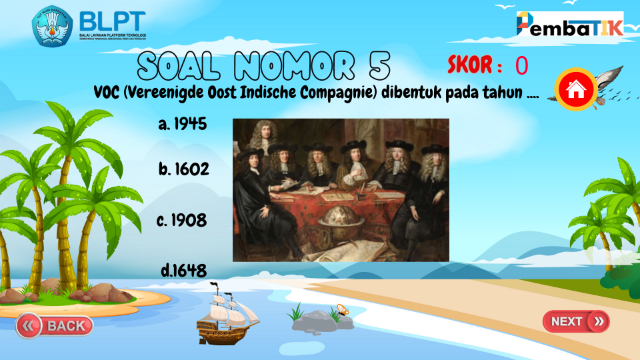 BLPT
BALAI LAYANAN PLATFORM TEKNOLOGI
PembaTIK
SOAL NOMOR 5
SKOR : 0
VOC (Vereenigde Oost Indische Compagnie) dibentuk pada tahun ....
a. 1945
b. 1602
c. 1908
d.1648
BACK
NEXT